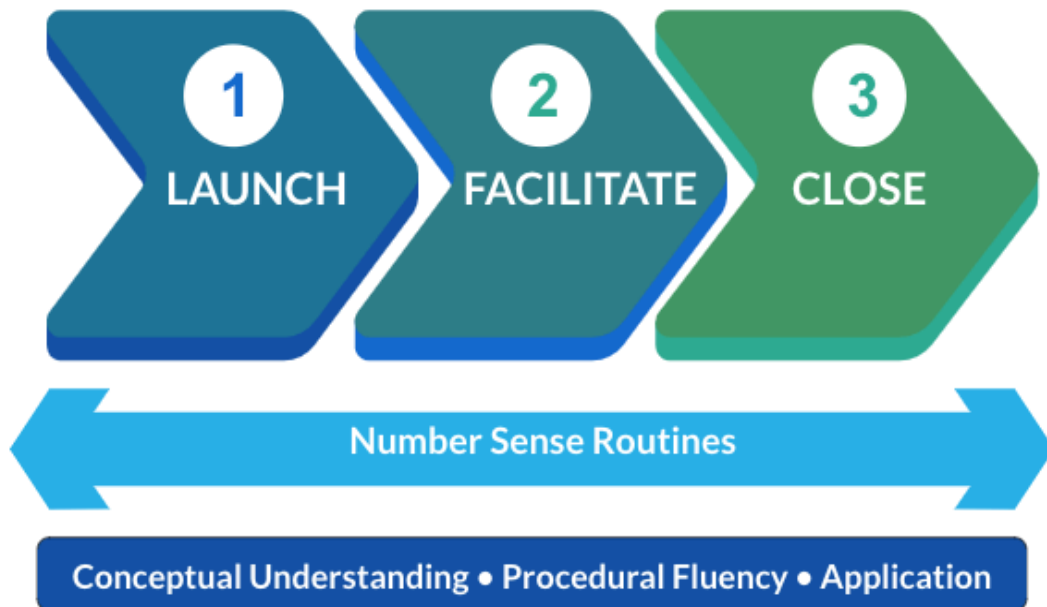 1
LAUNCH
2
FACILITATE
3
CLOSE
Number Sense Routines
Conceptual Understanding • Procedural Fluency • Application